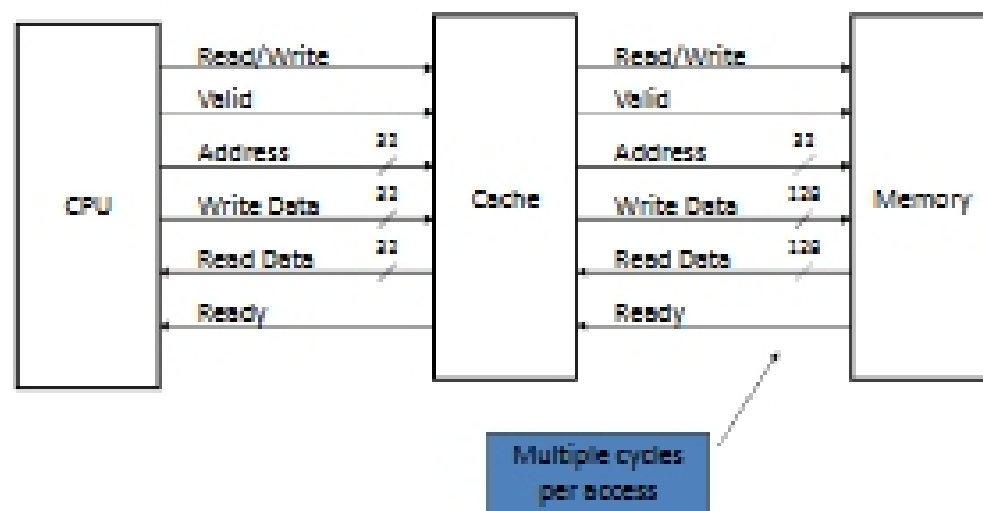 Read/Write
Valid
Address
32
Write Data
32
Read Data
32
Ready
CPU
Cache
Read/Write
Valid
Address
32
Write Data
128
Read Data
128
Ready
Memory
Multiple cycles
per access